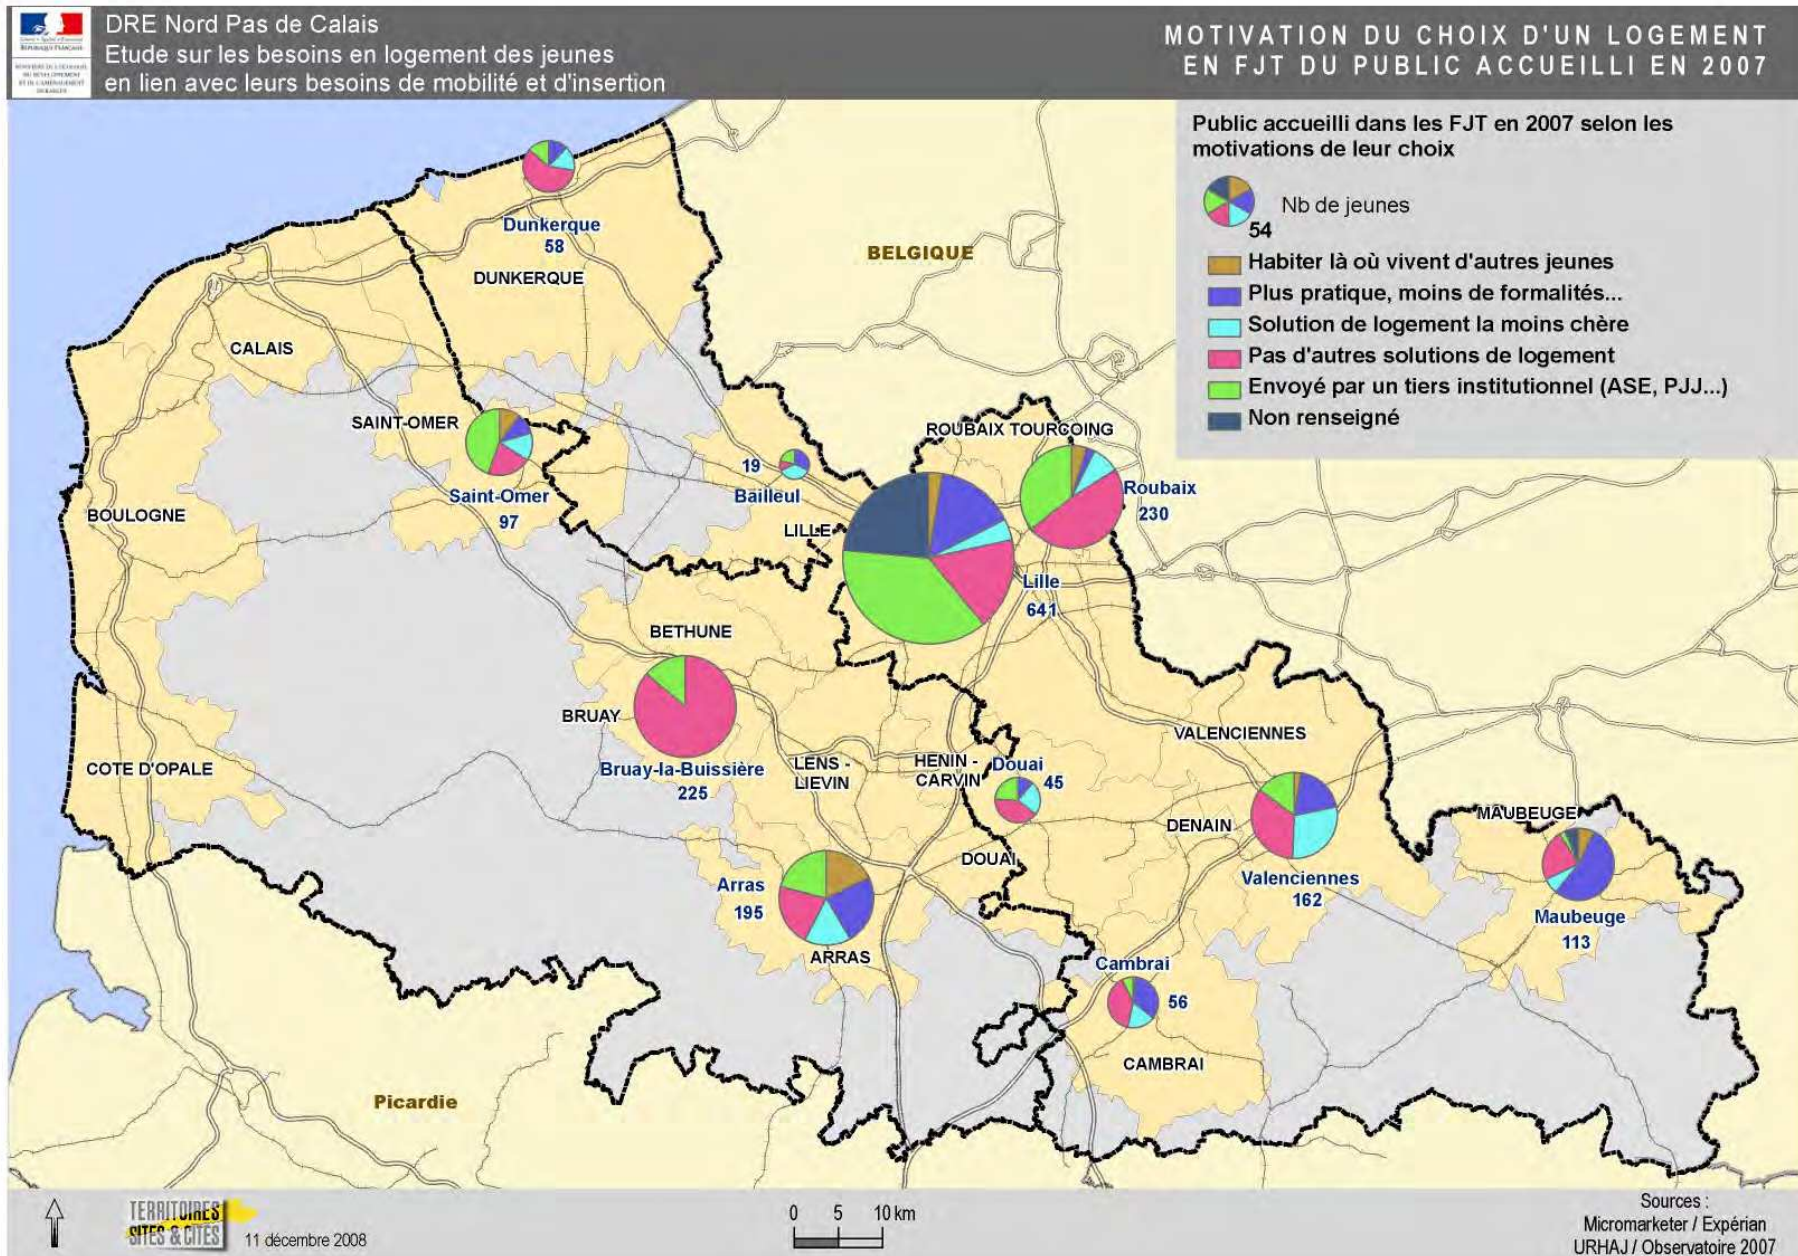 DRE Nord Pas de Calais
Etude sur les besoins en logement des jeunes
en lien avec leurs besoins de mobilité et d'insertion
MOTIVATION DU CHOIX D'UN LOGEMENT
EN FJT DU PUBLIC ACCUEILLI EN 2007
Public accueilli dans les FJT en 2007 selon les
motivations de leur choix
Nb de jeunes
54
Habiter là où vivent d'autres jeunes
Plus pratique, moins de formalités...
Solution de logement la moins chère
Pas d'autres solutions de logement
Envoyé par un tiers institutionnel (ASE, PJJ...)
Non renseigné
Dunkerque
58
DUNKERQUE
BELGIQUE
CALAIS
SAINT-OMER
Saint-Omer
97
BOULOGNE
19
Bailleul
ROUBAIX TOURCOING
Roubaix
230
LILLE
Lille
641
BETHUNE
BRUAY
Bruay-la-Buissière
225
COTE D'OPALE
LENS -
LIEVIN
HENIN -
CARVIN
Douai
45
VALENCIENNES
DENAIN
Valenciennes
162
MAUBEUGE
Maubeuge
113
DOUAI
Arras
195
ARRAS
Cambrai
56
CAMBRAI
Picardie
TERRITOIRES
SITES & CITES
11 décembre 2008
0 5 10 km
Sources :
Micromarketer / Expérian
URHAJ / Observatoire 2007